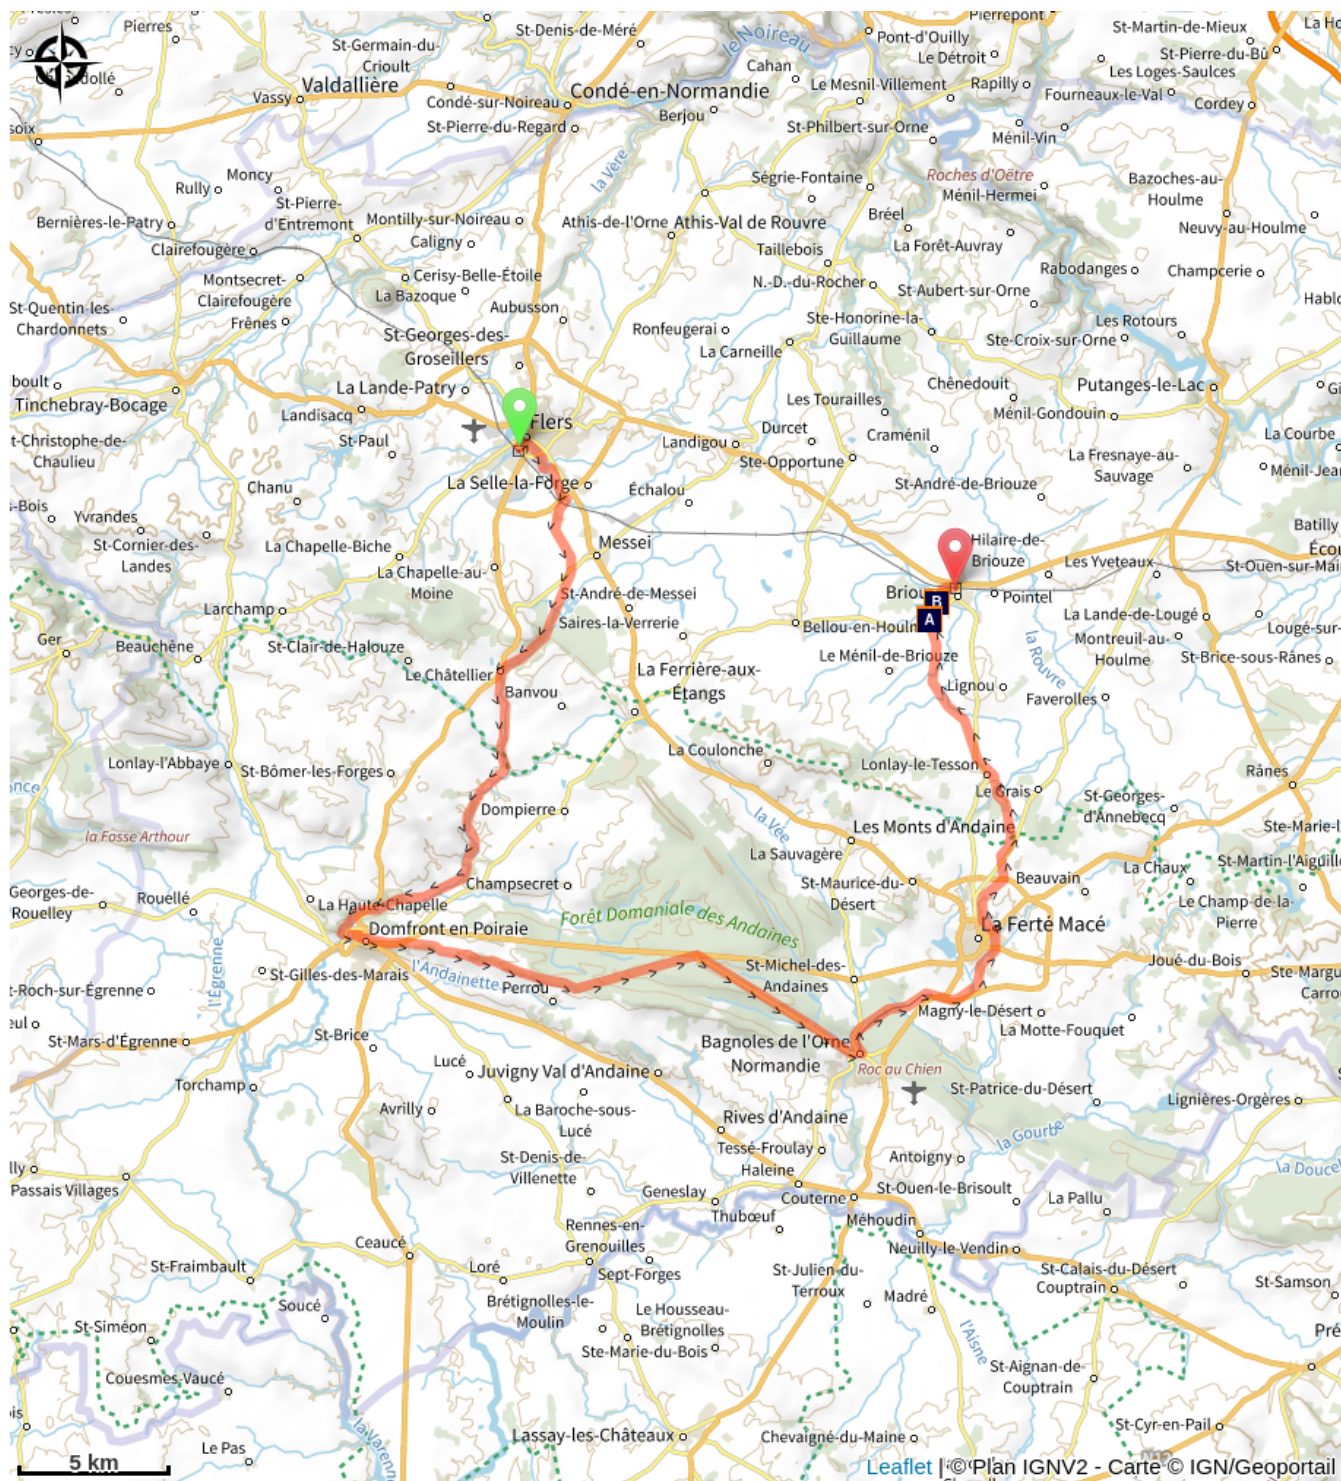 Pierres
St-Denis-de-Méré
Pierrepont
St-Martin-de-Mieux
Pont-d'Ouilly
le Noireau
St-Germain-du-
Crioult
Cahan
Le Détroit
St-Pierre-du-Bû
Les Loges-Saulces
Valdallière
Vassy
Condé-sur-Noireau
Condé-en-Normandie
Le Mesnil-Villement
Rapilly
Fourneaux-le-Val
Cordey
Berjou
St-Pierre-du-Regard
St-Philbert-sur-Orne
Ménil-Vin
la Vère
Moncy
Rully
Ségrie-Fontaine
Roches d'Oëtre
Ménil-Hermei
Bazoches-au-
Houlme
St-Pierre-
d'Entremont
Bernières-le-Patry
Montilly-sur-Noireau
Athis-de-l'Orne
Athis-Val de Rouvre
Bréel
Neuvy-au-Houlme
Clairefougère
Caligny
Taillebois
La Forêt-Auvray
Montsecret-
Clairefougère
Cerisy-Belle-Étoile
La Bazoque
N.-D.-du-Rocher
St-Aubert-sur-Orne
Rabodanges
Champcerie
St-Quentin-les-
Chardonnets
Frênes
Aubusson
Ronfeugerai
Ste-Honorine-la-
Guillaume
Les Rotours
St-Georges-des-
Groseillers
La Carneille
Ste-Croix-sur-Orne
Tinchebray-Bocage
La Lande-Patry
Chênedouit
Putanges-le-Lac
Landisacq
Les Tourailles
Ménil-Gondouin
Flers
St-Paul
Durcet
Craménil
La Courbe
t-Christophe-de-
Chaulieu
Landigou
Ste-Opportune
La Fresnaye-au-
Sauvage
Ménil-Jean
La Selle-la-Forge
Échalou
St-André-de-Briouze
Chanu
-Bois
Yvrandes
St-Cornier-des-
Landes
La Chapelle-Biche
Messei
Hilaire-de-
Briouze
Batilly
La Chapelle-au-
Moine
Les Yveteaux
St-André-de-Messei
B
A
Pointel
Larchamp
Saires-la-Verrerie
La Lande-de-Lougé
Ger
Beauchêne
St-Clair-de-Halouze
Le Ménil-de-Briouze
la Rouvre
Montreuil-au-
Houlme
St-Brice-sous-Rânes
Le Châtellier
La Ferrière-aux-
Étangs
Banvou
Lignou
Faverolles
Lonlay-l'Abbaye
St-Bômer-les-Forges
La Coulonche
Lonlay-le-Tesson
Rânes
Le Grais
Dompierre
St-Georges-
d'Annebecq
la Fosse Arthour
la Vée
Les Monts d'Andaine
La Sauvagère
Beauvain
La Chaux
St-Martin-l'Aiguillon
Champsecret
St-Maurice-du-
Désert
Georges-de-
Rouelley
Rouellé
La Haute-Chapelle
Forêt Domaniale des Andaines
Le Champ-de-la-
Pierre
Domfront en Poiraie
La Ferté Macé
St-Gilles-des-Marais
l'Andainette
Perrou
St-Michel-des-
Andaines
Joué-du-Bois
t-Roch-sur-Égrenne
l'Égrenne
Magny-le-Désert
La Motte-Fouquet
St-Mars-d'Égrenne
St-Brice
Bagnoles de l'Orne
Normandie
Roc au Chien
Lucé
Juvigny Val d'Andaine
Torchamp
St-Patrice-du-Désert
Lignières-Orgères
Avrilly
La Baroche-sous-
Lucé
Rives d'Andaine
la Gourbe
Tessé-Froulay
Haleine
Antoigny
Passais Villages
St-Denis-de-
Villenette
Geneslay
Couterne
St-Ouen-le-Brisoult
La Pallu
Thubœuf
Méhoudin
Rennes-en-
Grenouilles
Neuilly-le-Vendin
Ceaucé
St-Fraimbault
Loré
Sept-Forges
St-Julien-du-
Terroux
St-Calais-du-Désert
Couptrain
St-Samson
Soucé
Brétignolles-le-
Moulin
Le Housseau-
Brétignolles
Madré
St-Siméon
Ste-Marie-du-Bois
l'Aisne
St-Aignan-de-
Couptrain
Couesmes-Vaucé
Lassay-les-Châteaux
Chevaigné-du-Maine
St-Cyr-en-Pail
Le Pas
5 km
Leaflet | © Plan IGNV2 - Carte © IGN/Geoportail